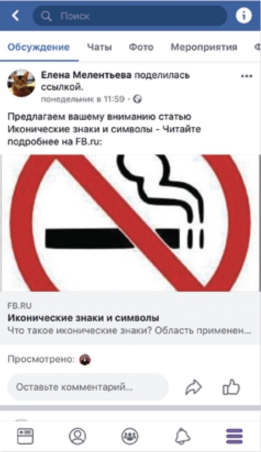 Поиск
Обсуждение Чаты Фото Мероприятия Ф
Елена Мелентьева поделилась
ссылкой.
понедельник в 11:59 ·
Предлагаем вашему вниманию статью
Иконические знаки и символы - Читайте
подробнее на FB.ru:
FB.RU
Иконические знаки и символы
Что такое иконические знаки? Область применен...
Просмотрено:
Оставьте комментарий...